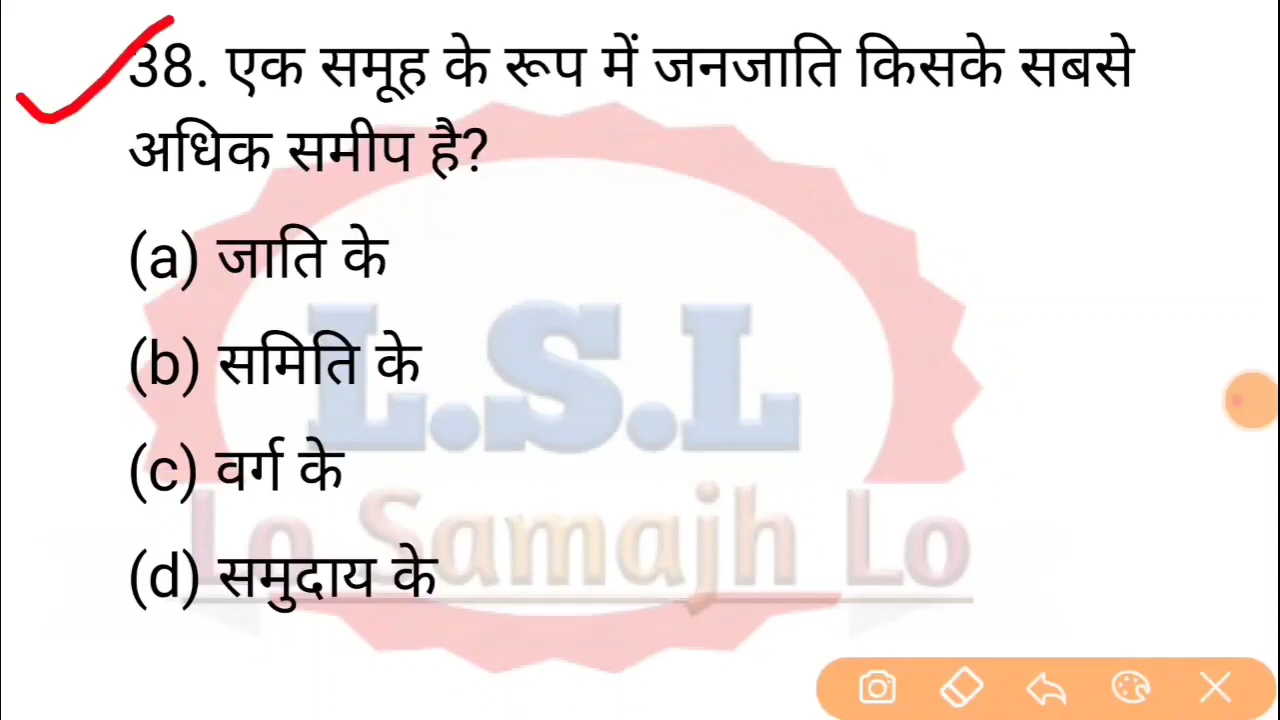 38. एक समूह के रूप में जनजाति किसके सबसे
अधिक समीप है?
(a) जाति के
(b) समिति के
(c) वर्ग के
(d) समुदाय के
L.S.L
Lo Samajh Lo